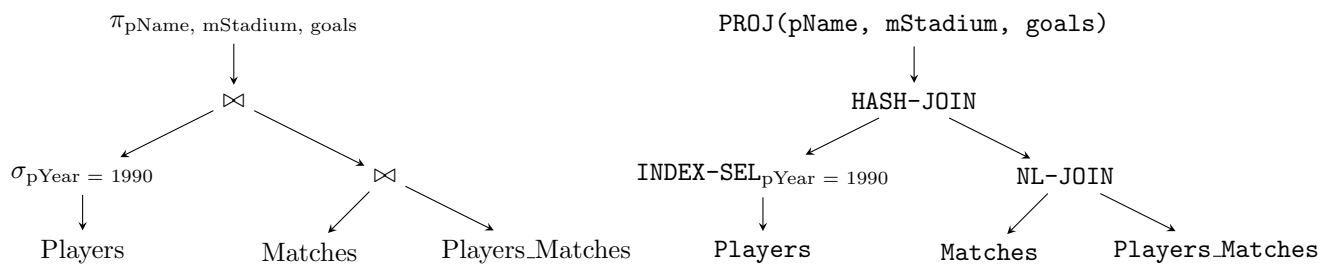 πpName, mStadium, goals PROJ(pName, mStadium, goals)
⋈ HASH-JOIN
σpYear = 1990 ⋈ INDEX-SELpYear = 1990 NL-JOIN
Players Matches Players_Matches Players Matches Players_Matches